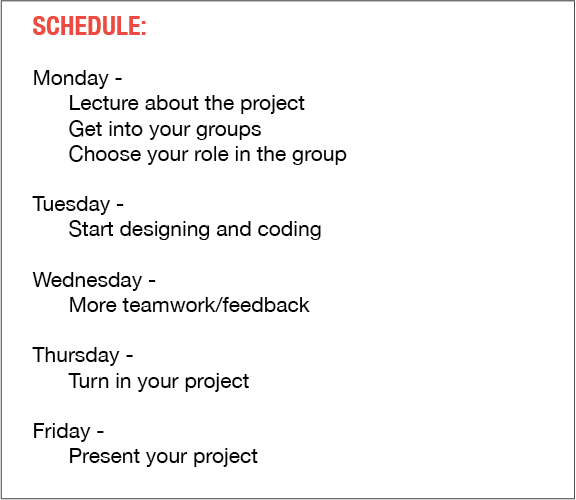 SCHEDULE:
Monday -
Lecture about the project
Get into your groups
Choose your role in the group
Tuesday -
Start designing and coding
Wednesday -
More teamwork/feedback
Thursday -
Turn in your project
Friday -
Present your project